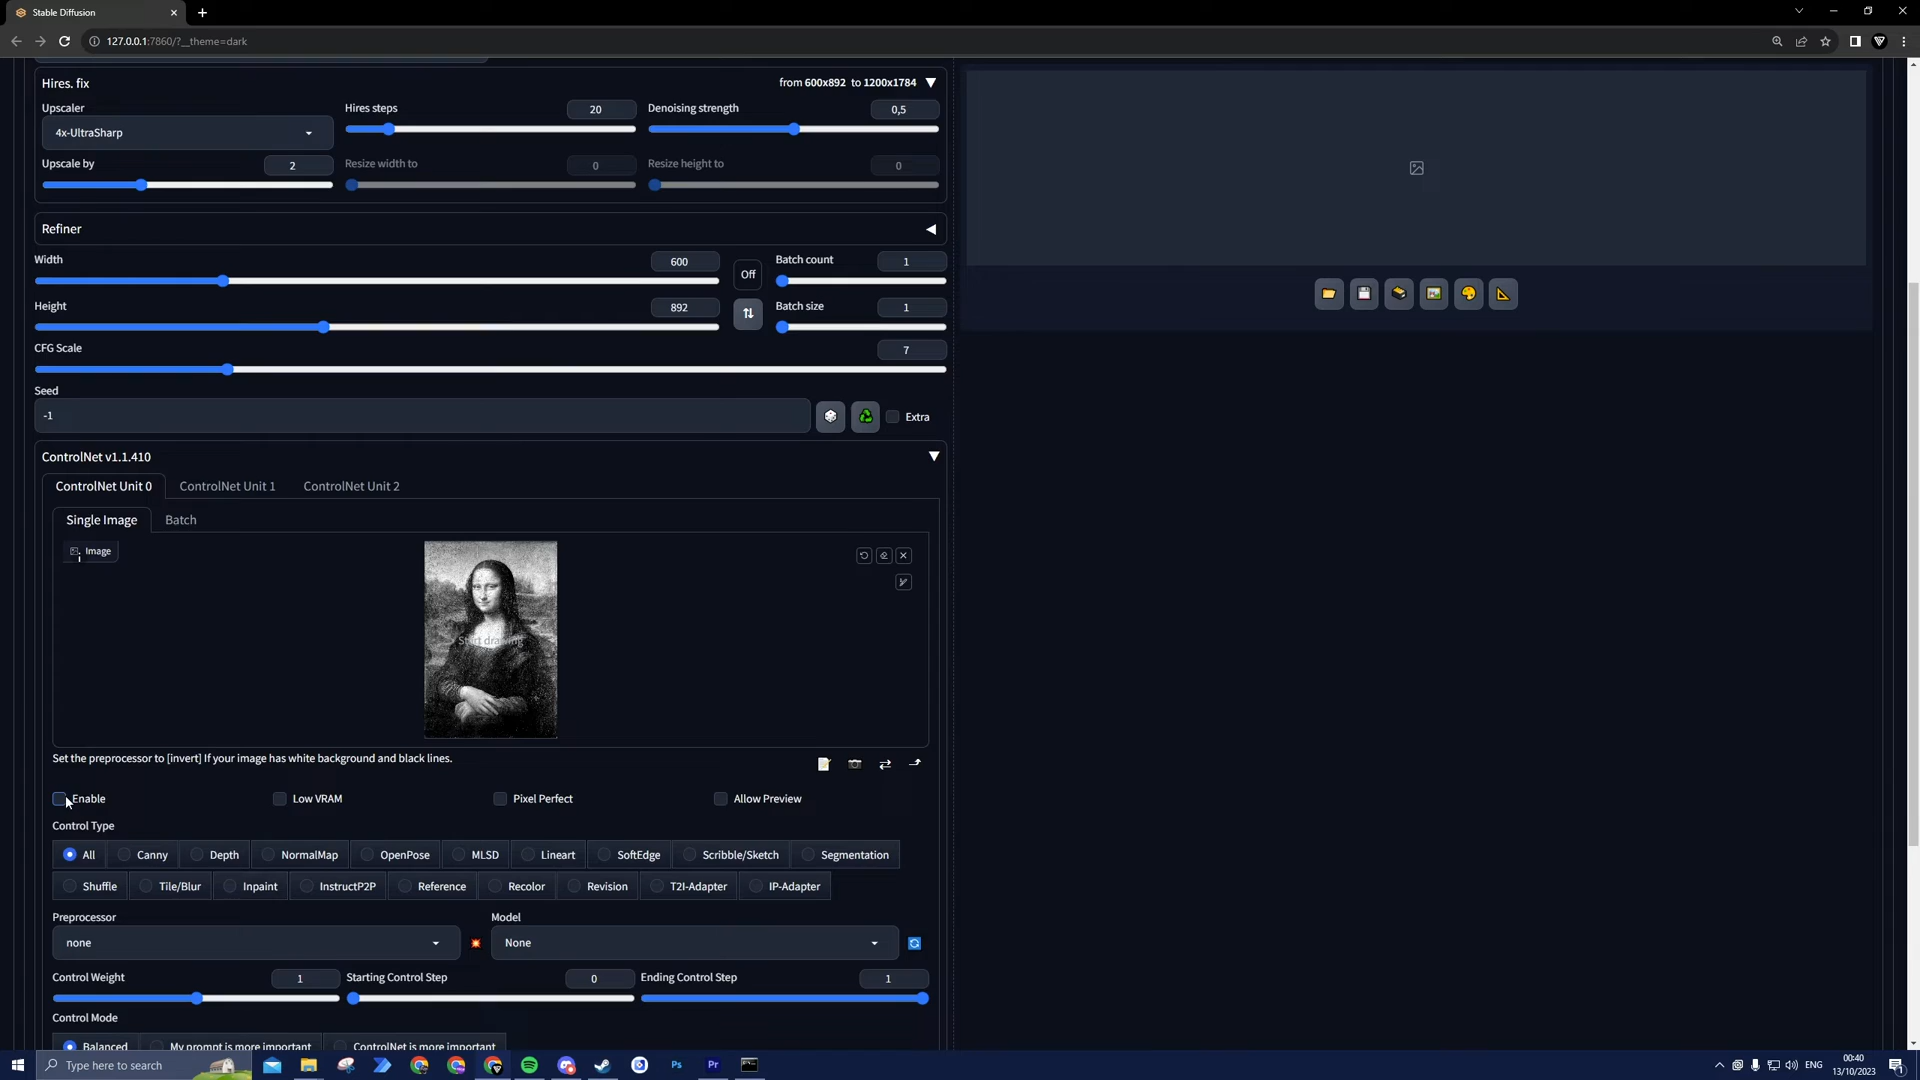 Stable Diffusion
127.0.0.1:7860/?__theme=dark
Hires. fix
from 600x892 to 1200x1784
Upscaler
Hires steps
20
Denoising strength
0,5
4x-UltraSharp
Upscale by
2
Resize width to
0
Resize height to
0
Refiner
Width
600
Off
Batch count
1
Height
892
Batch size
1
CFG Scale
7
Seed
-1
Extra
ControlNet v1.1.410
ControlNet Unit 0
ControlNet Unit 1
ControlNet Unit 2
Single Image
Batch
Image
Start drawing
Set the preprocessor to [invert] If your image has white background and black lines.
Enable
Low VRAM
Pixel Perfect
Allow Preview
Control Type
All
Canny
Depth
NormalMap
OpenPose
MLSD
Lineart
SoftEdge
Scribble/Sketch
Segmentation
Shuffle
Tile/Blur
Inpaint
InstructP2P
Reference
Recolor
Revision
T2I-Adapter
IP-Adapter
Preprocessor
Model
none
None
Control Weight
1
Starting Control Step
0
Ending Control Step
1
Control Mode
Balanced
My prompt is more important
ControlNet is more important
Type here to search
Ps
Pr
ENG
00:40
13/10/2023
1